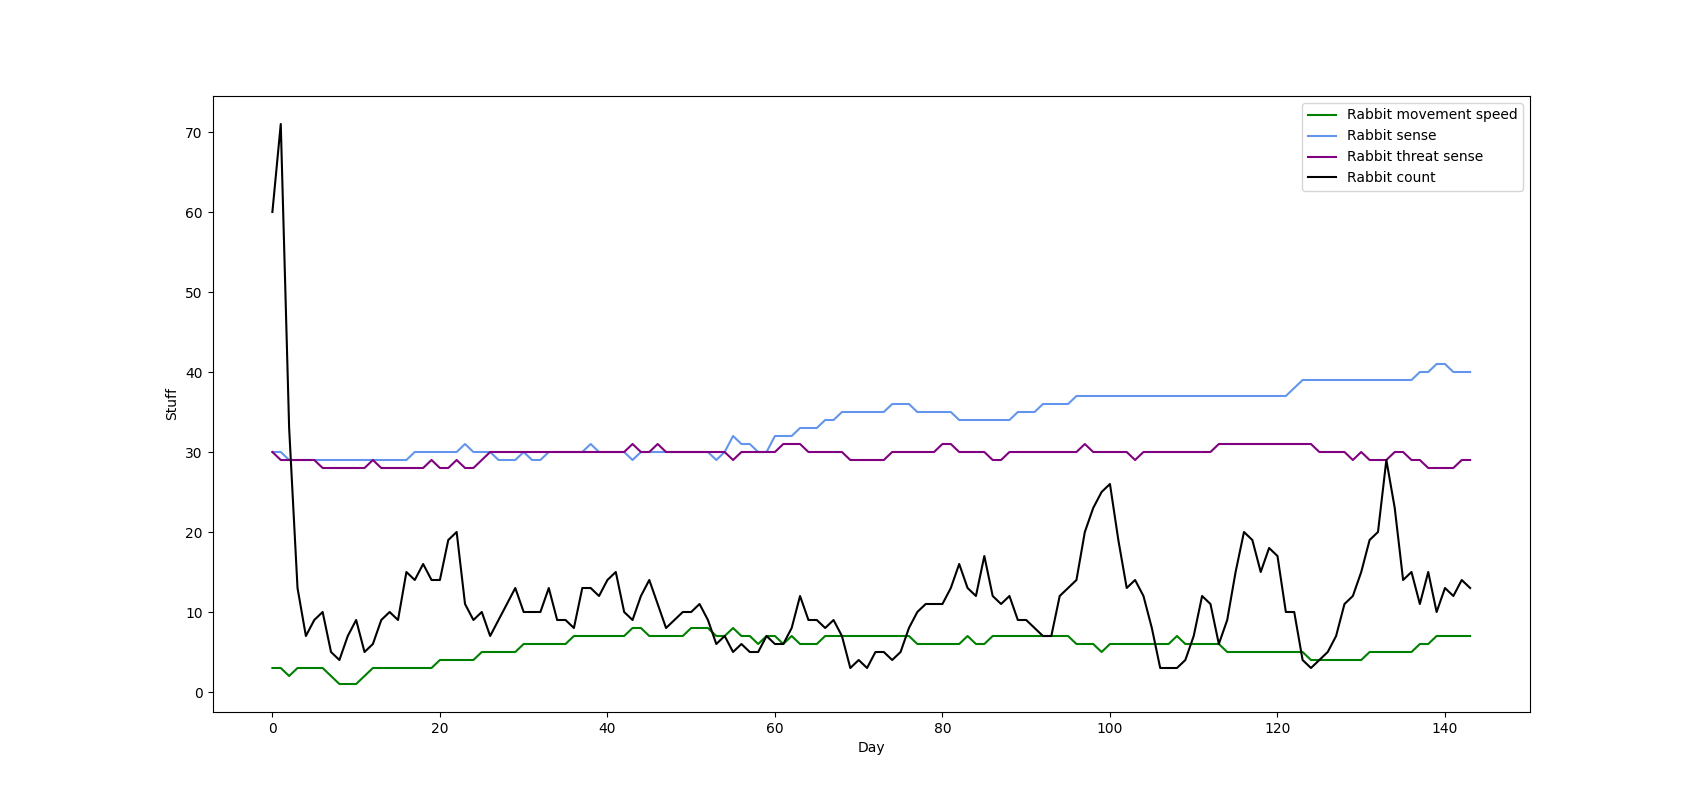 Rabbit movement speed
Rabbit sense
Rabbit threat sense
Rabbit count
70
60
50
40
30
20
10
0
Stuff
0 20 40 60 80 100 120 140
Day